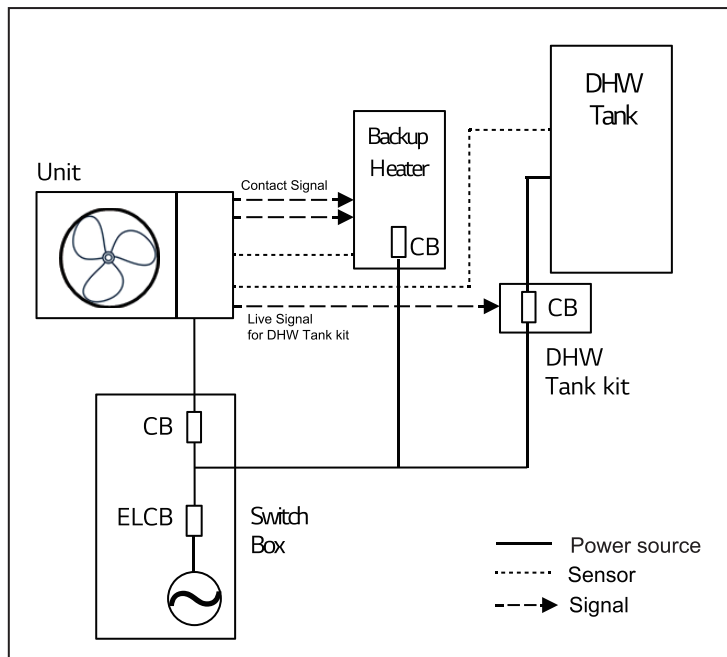 DHW
Tank
Backup
Heater
Unit
Contact Signal
CB
CB
Live Signal
for DHW Tank kit
DHW
Tank kit
CB
ELCB
Switch
Box
Power source
Sensor
Signal